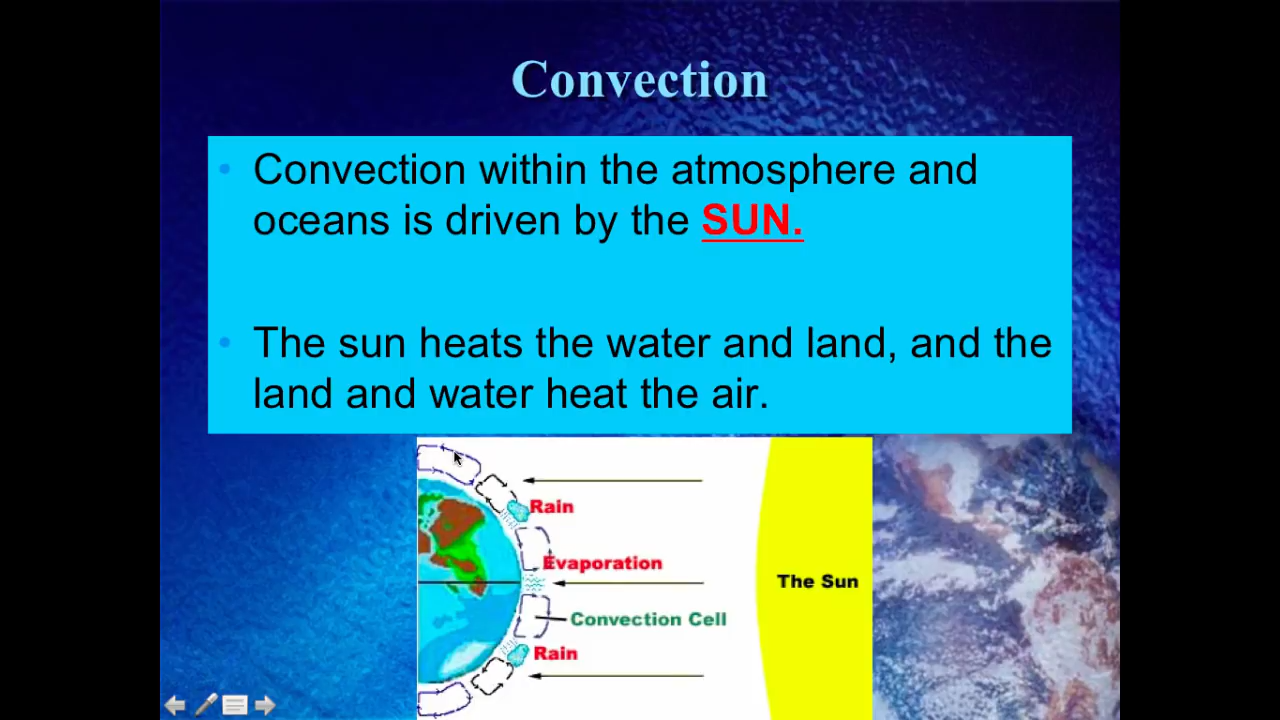 Convection
• Convection within the atmosphere and
oceans is driven by the SUN.
• The sun heats the water and land, and the
land and water heat the air.
Rain
Evaporation
The Sun
Convection Cell
Rain